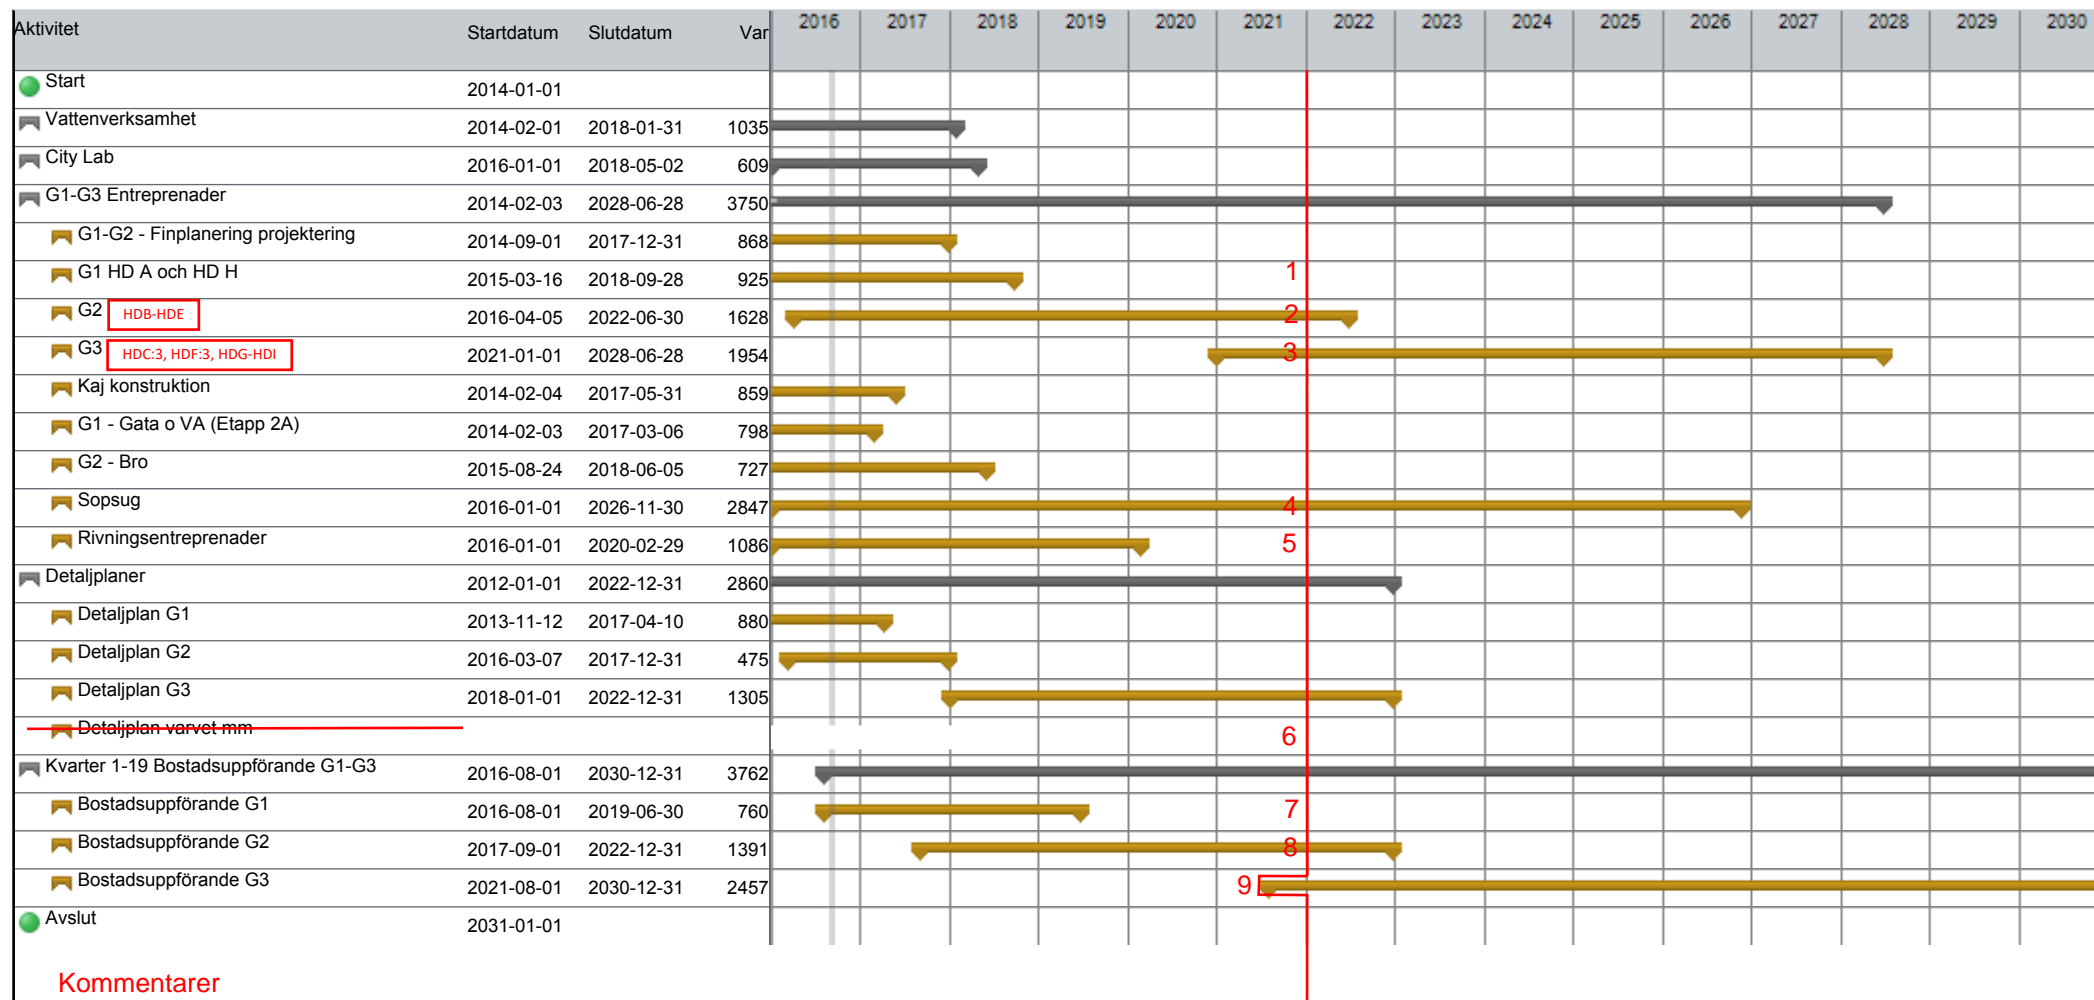 Aktivitet Startdatum Slutdatum Var 2016 2017 2018 2019 2020 2021 2022 2023 2024 2025 2026 2027 2028 2029 2030
Start 2014-01-01
Vattenverksamhet 2014-02-01 2018-01-31 1035
City Lab 2016-01-01 2018-05-02 609
G1-G3 Entreprenader 2014-02-03 2028-06-28 3750
G1-G2 - Finplanering projektering 2014-09-01 2017-12-31 868
G1 HD A och HD H 2015-03-16 2018-09-28 925 1
G2 HDB-HDE 2016-04-05 2022-06-30 1628 2
G3 HDC:3, HDF:3, HDG-HDI 2021-01-01 2028-06-28 1954 3
Kaj konstruktion 2014-02-04 2017-05-31 859
G1 - Gata o VA (Etapp 2A) 2014-02-03 2017-03-06 798
G2 - Bro 2015-08-24 2018-06-05 727
Sopsug 2016-01-01 2026-11-30 2847 4
Rivningsentreprenader 2016-01-01 2020-02-29 1086 5
Detaljplaner 2012-01-01 2022-12-31 2860
Detaljplan G1 2013-11-12 2017-04-10 880
Detaljplan G2 2016-03-07 2017-12-31 475
Detaljplan G3 2018-01-01 2022-12-31 1305
Detaljplan varvet mm 6
Kvarter 1-19 Bostadsuppförande G1-G3 2016-08-01 2030-12-31 3762
Bostadsuppförande G1 2016-08-01 2019-06-30 760 7
Bostadsuppförande G2 2017-09-01 2022-12-31 1391 8
Bostadsuppförande G3 2021-08-01 2030-12-31 2457 9
Avslut 2031-01-01
Kommentarer